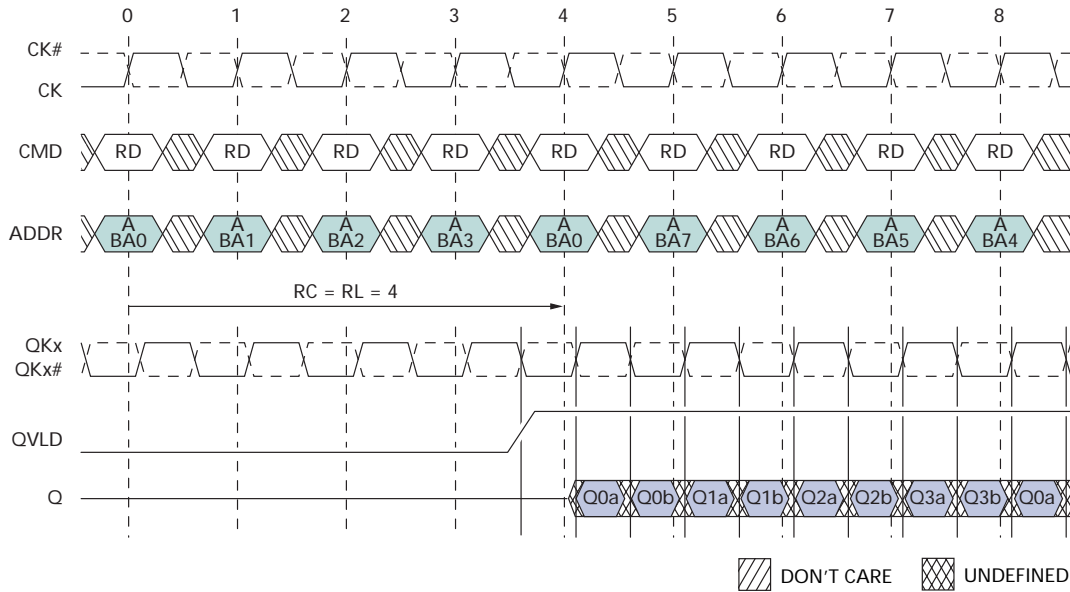 0 1 2 3 4 5 6 7 8
CK#
CK
CMD RD RD RD RD RD RD RD RD RD
A A A A A A A A A
ADDR BA0 BA1 BA2 BA3 BA0 BA7 BA6 BA5 BA4
RC = RL = 4
QKx
QKx#
QVLD
Q Q0a Q0b Q1a Q1b Q2a Q2b Q3a Q3b Q0a
DON'T CARE UNDEFINED